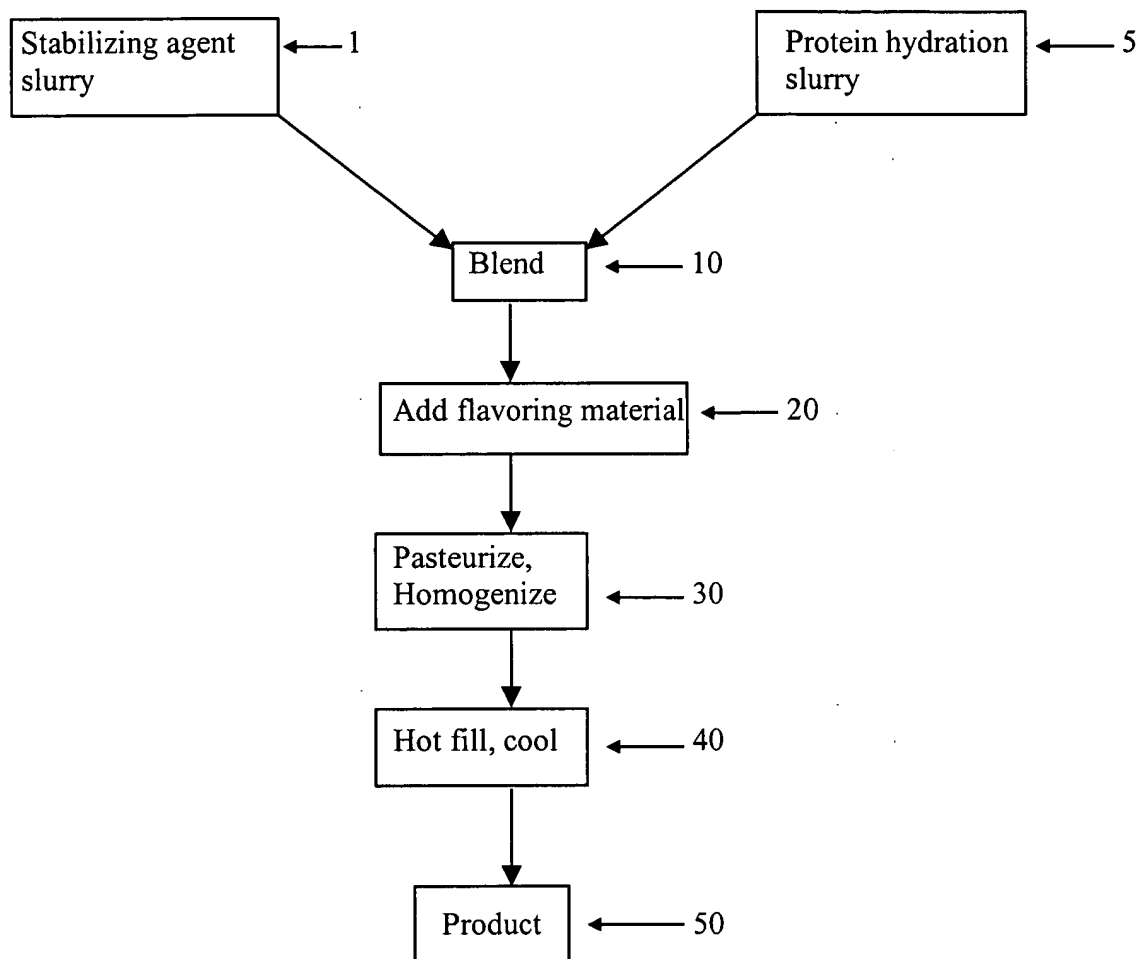 Stabilizing agent
slurry
1
Protein hydration
slurry
5
Blend
10
Add flavoring material
20
Pasteurize,
Homogenize
30
Hot fill, cool
40
Product
50